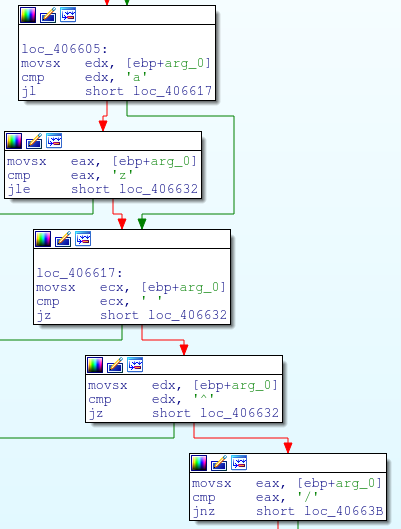 loc_406605:
movsx edx, [ebp+arg_0]
cmp edx, 'a'
jl short loc_406617
movsx eax, [ebp+arg_0]
cmp eax, 'z'
jle short loc_406632
loc_406617:
movsx ecx, [ebp+arg_0]
cmp ecx, ' '
jz short loc_406632
movsx edx, [ebp+arg_0]
cmp edx, '^'
jz short loc_406632
movsx eax, [ebp+arg_0]
cmp eax, '/'
jnz short loc_40663B